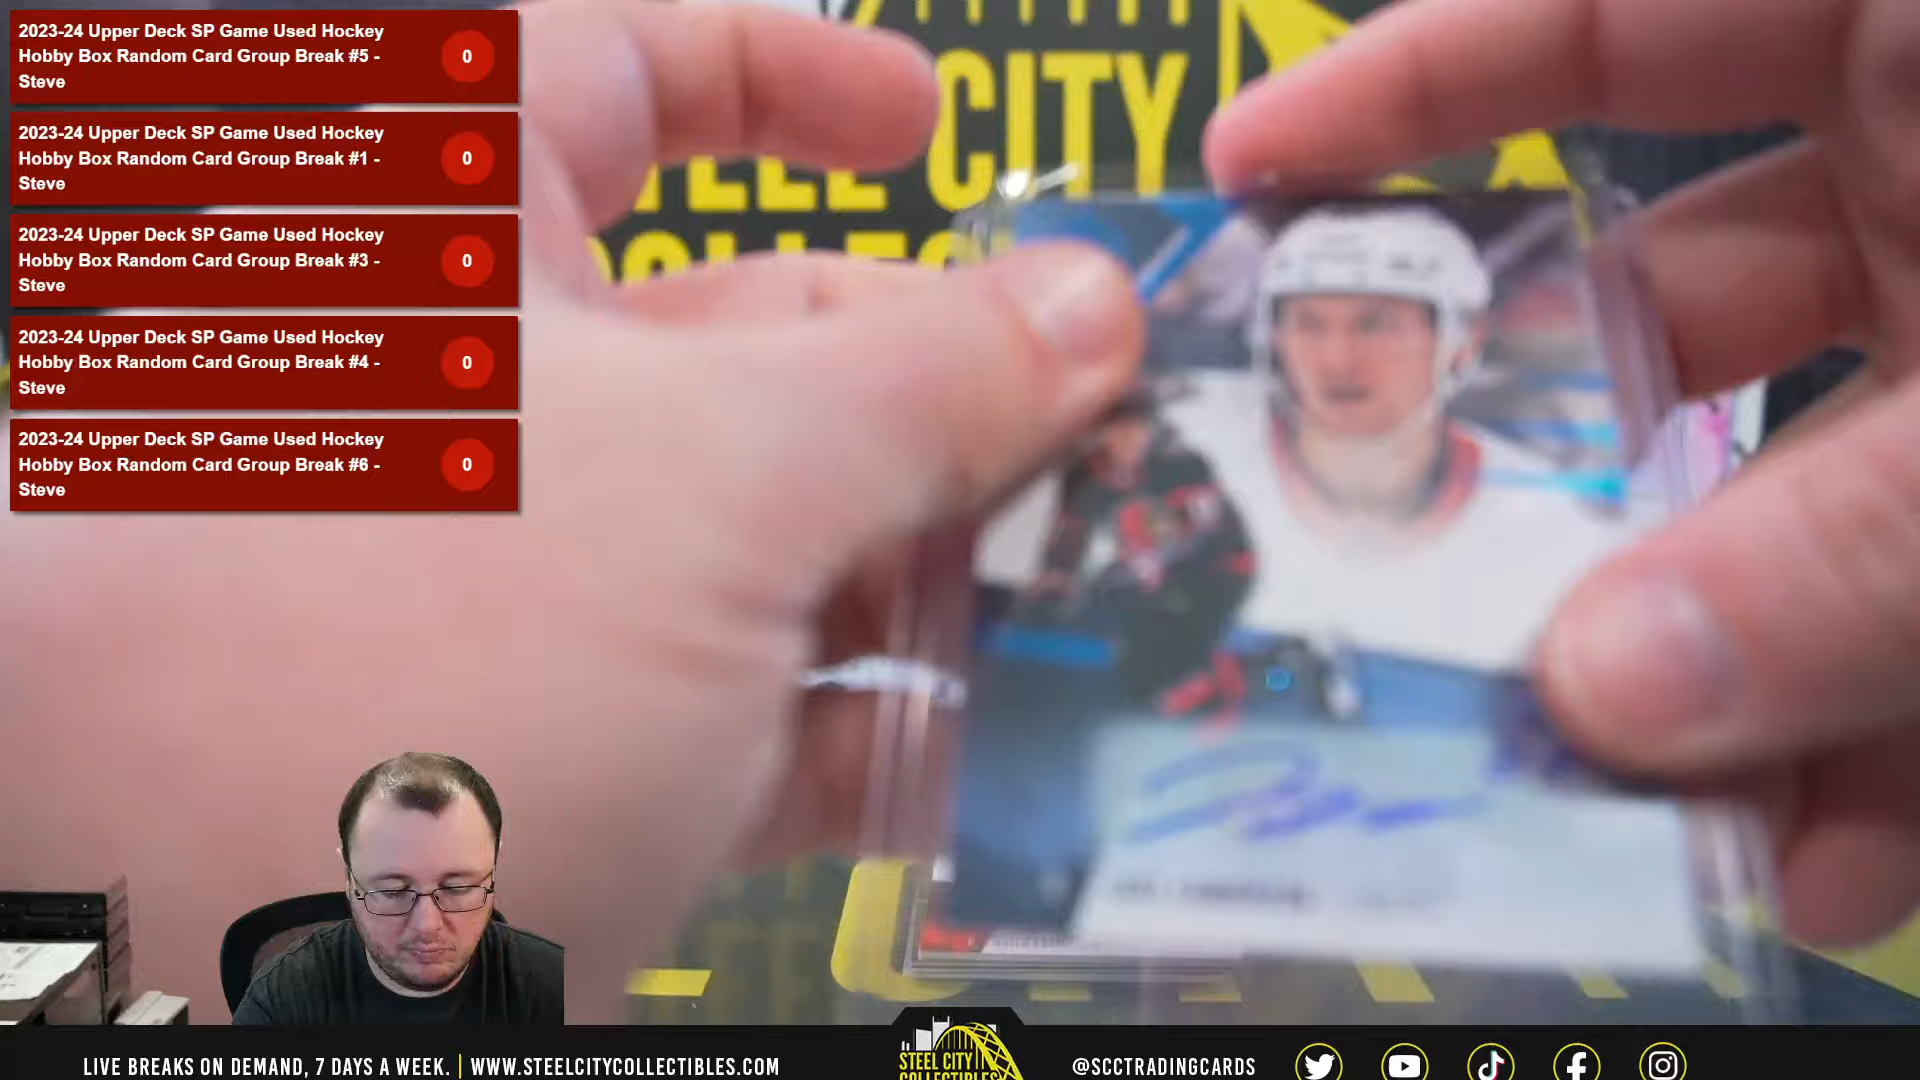 2023-24 Upper Deck SP Game Used Hockey
Hobby Box Random Card Group Break #5 -
Steve
0
2023-24 Upper Deck SP Game Used Hockey
Hobby Box Random Card Group Break #1 -
Steve
0
2023-24 Upper Deck SP Game Used Hockey
Hobby Box Random Card Group Break #3 -
Steve
0
2023-24 Upper Deck SP Game Used Hockey
Hobby Box Random Card Group Break #4 -
Steve
0
2023-24 Upper Deck SP Game Used Hockey
Hobby Box Random Card Group Break #6 -
Steve
0
CITY
LIVE BREAKS ON DEMAND, 7 DAYS A WEEK. | WWW.STEELCITYCOLLECTIBLES.COM
STEEL CITY
COLLECTIBLES
@SCCTRADINGCARDS